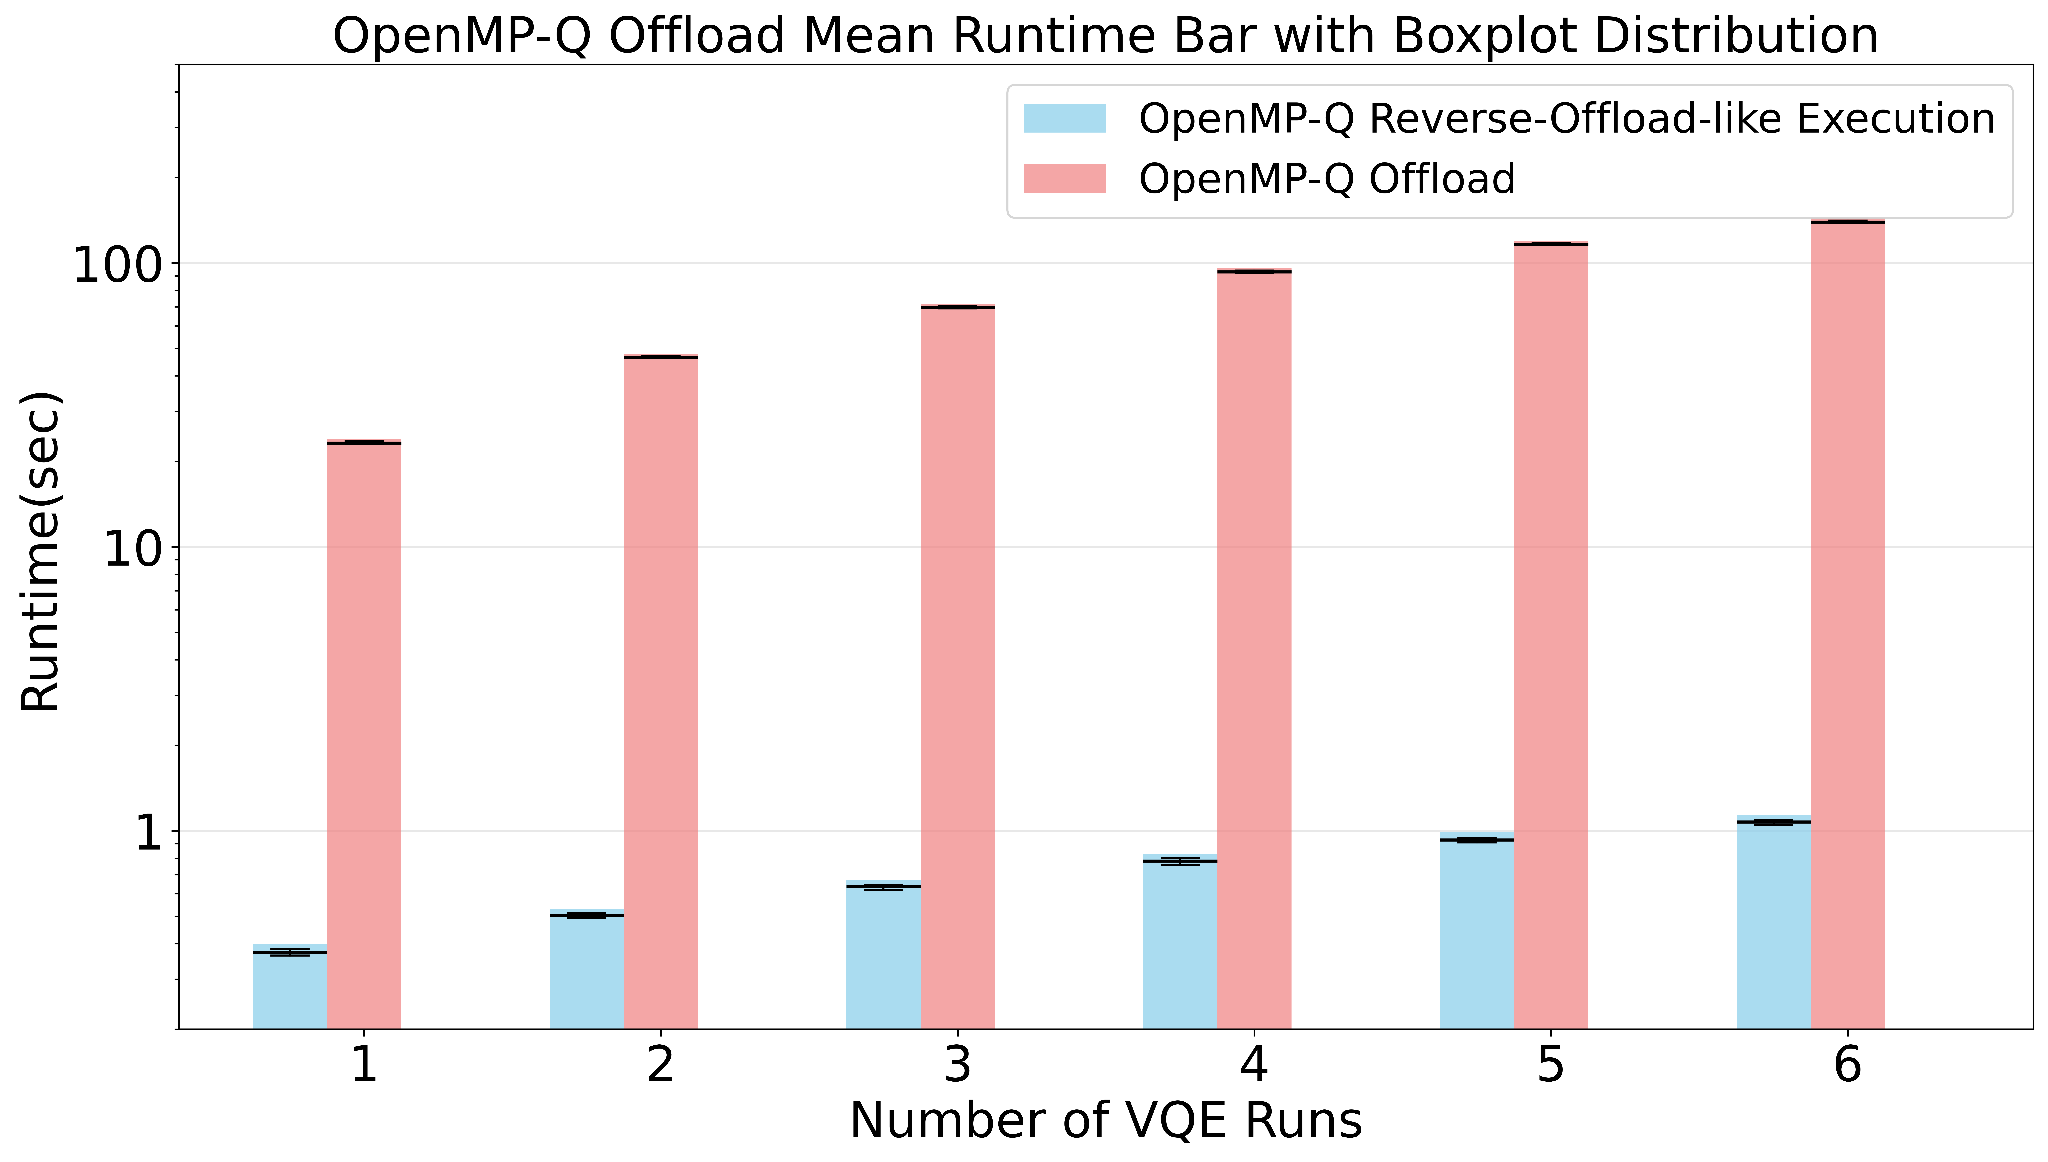 OpenMP-Q Offload Mean Runtime Bar with Boxplot Distribution
OpenMP-Q Reverse-Offload-like Execution
OpenMP-Q Offload
Runtime(sec)
100
10
1
1 2 3 4 5 6
Number of VQE Runs